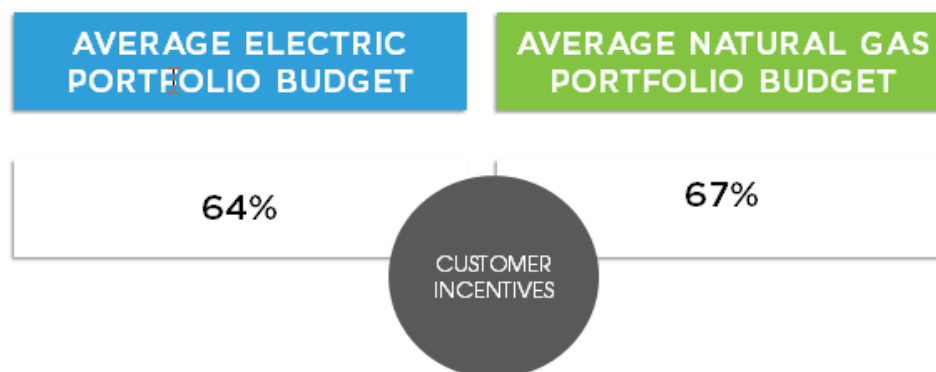 AVERAGE ELECTRIC
PORTFOLIO BUDGET
AVERAGE NATURAL GAS
PORTFOLIO BUDGET
64%
67%
CUSTOMER
INCENTIVES